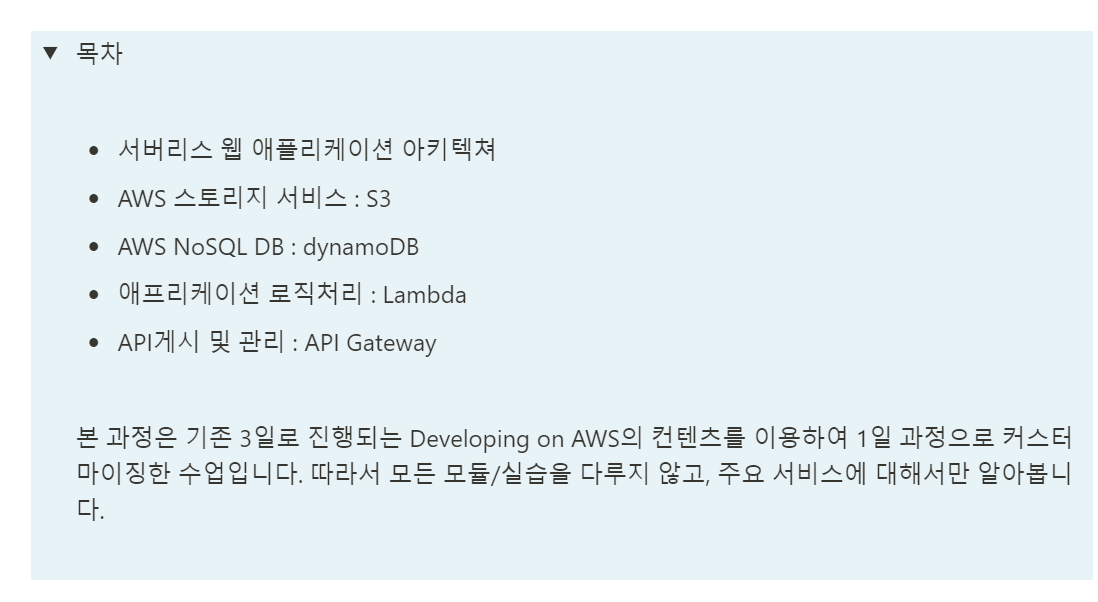 목차
서버리스 웹 애플리케이션 아키텍쳐
AWS 스토리지 서비스 : S3
AWS NoSQL DB : dynamoDB
애프리케이션 로직처리 : Lambda
API게시 및 관리 : API Gateway
본 과정은 기존 3일로 진행되는 Developing on AWS의 컨텐츠를 이용하여 1일 과정으로 커스터
마이징한 수업입니다. 따라서 모든 모듈/실습을 다루지 않고, 주요 서비스에 대해서만 알아봅니
다.